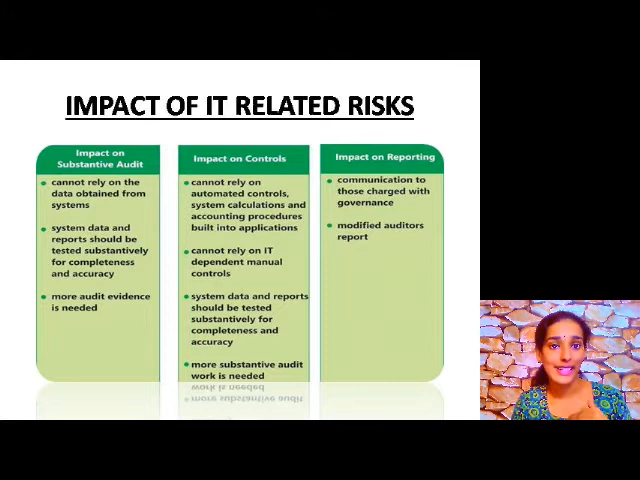 IMPACT OF IT RELATED RISKS
Impact on
Substantive Audit
cannot rely on the
data obtained from
systems
system data and
reports should be
tested substantively
for completeness
and accuracy
more audit evidence
is needed
Impact on Controls
cannot rely on
automated controls,
system calculations and
accounting procedures
built into applications
cannot rely on IT
dependent manual
controls
system data and reports
should be tested
substantively for
completeness and
accuracy
more substantive audit
work is needed
Impact on Reporting
communication to
those charged with
governance
modified auditors
report